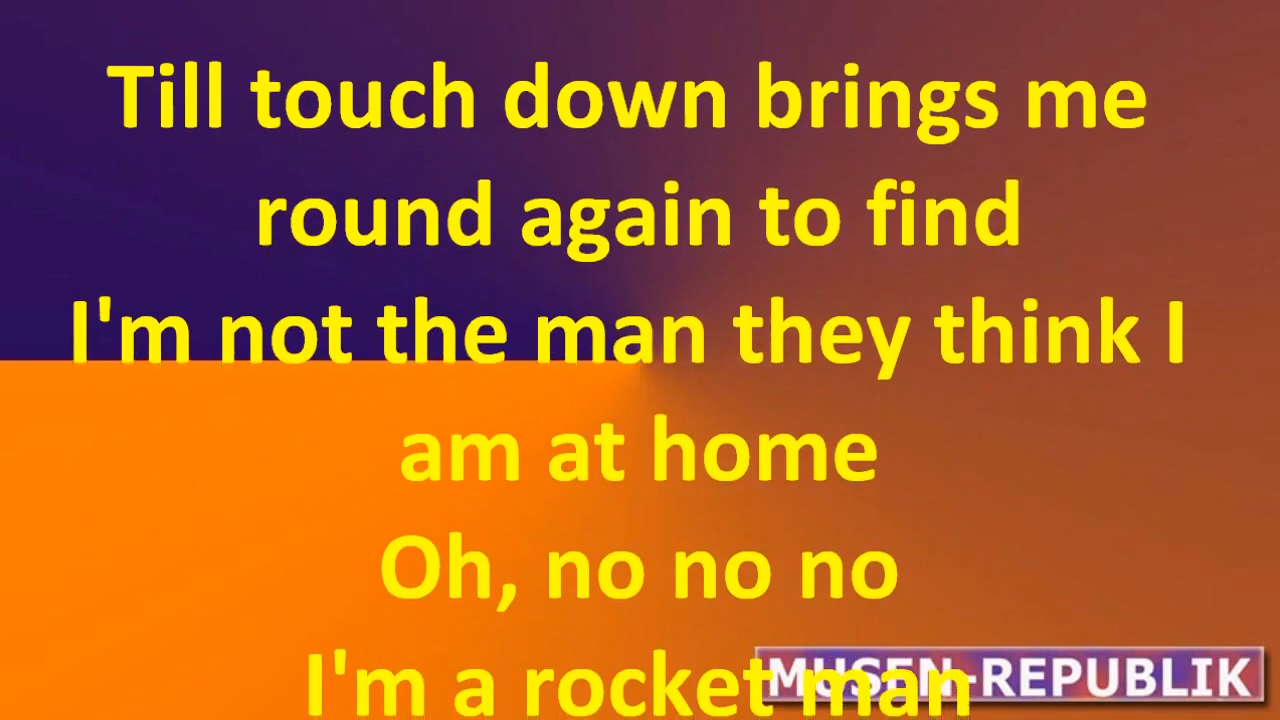 Till touch down brings me
round again to find
I'm not the man they think I
am at home
Oh, no no no
I'm a rocket man
MUSEN-REPUBLIK